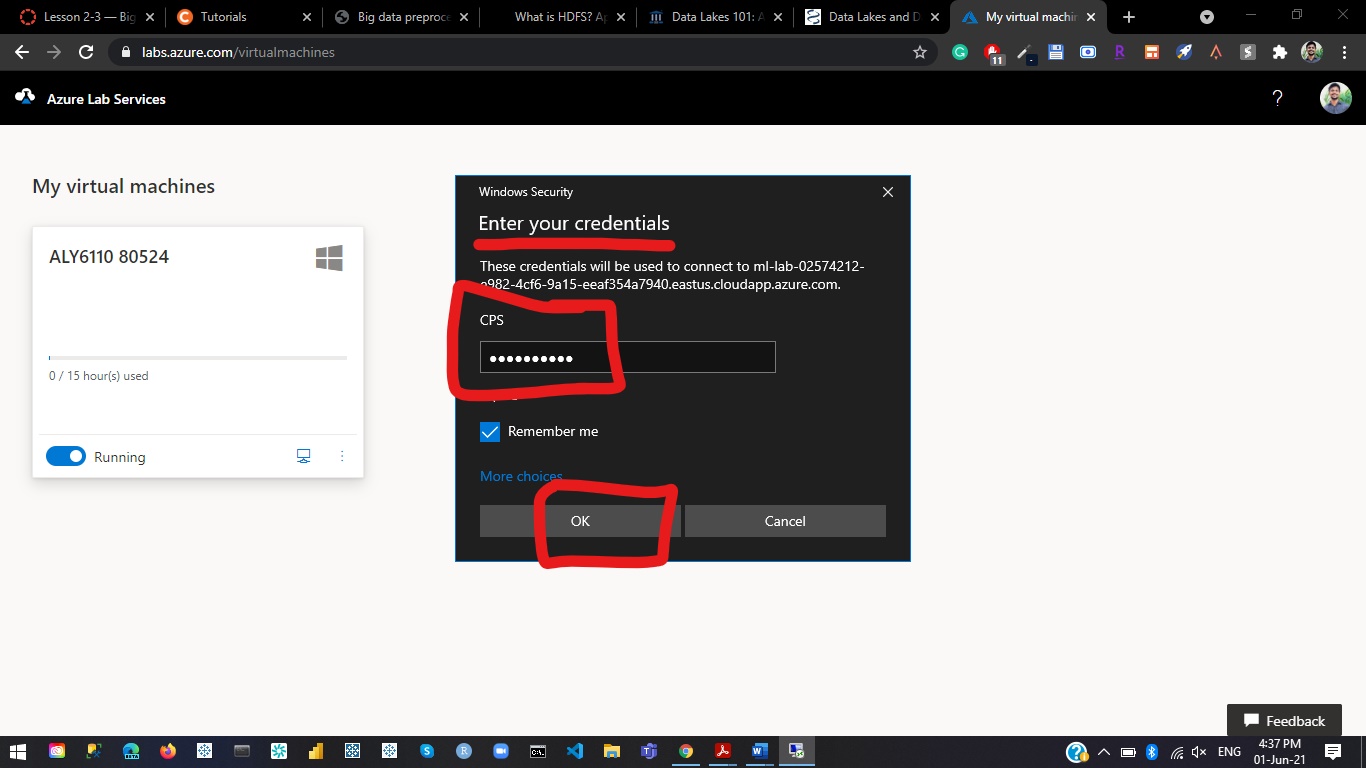 Lesson 2-3 — Big
Tutorials
Big data preproce
What is HDFS? Ap
Data Lakes 101: A
Data Lakes and D
My virtual machin
labs.azure.com/virtualmachines
11
Azure Lab Services
?
My virtual machines
ALY6110 80524
0 / 15 hour(s) used
Running
Windows Security
Enter your credentials
These credentials will be used to connect to ml-lab-02574212-
e982-4cf6-9a15-eeaf354a7940.eastus.cloudapp.azure.com.
CPS
••••••••••
Remember me
More choices
OK
Cancel
Feedback
ENG
4:37 PM
01-Jun-21